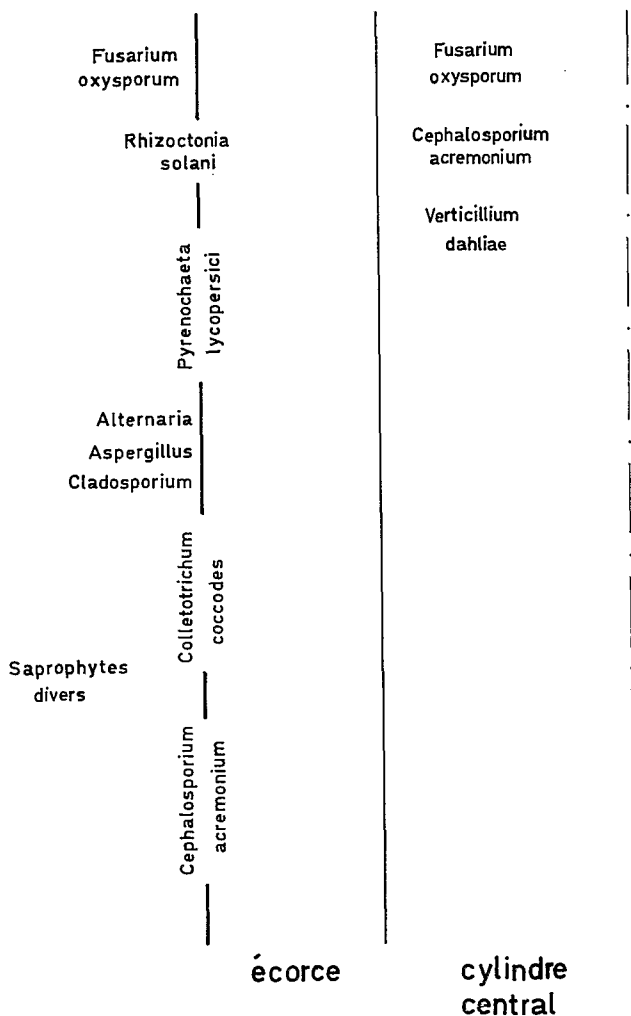 Fusarium
oxysporum
Rhizoctonia
solani
Pyrenochaeta
lycopersici
Alternaria
Aspergillus
Cladosporium
Colletotrichum
coccodes
Saprophytes
divers
Cephalosporium
acremonium
Fusarium
oxysporum
Cephalosporium
acremonium
Verticillium
dahliae
écorce
cylindre
central